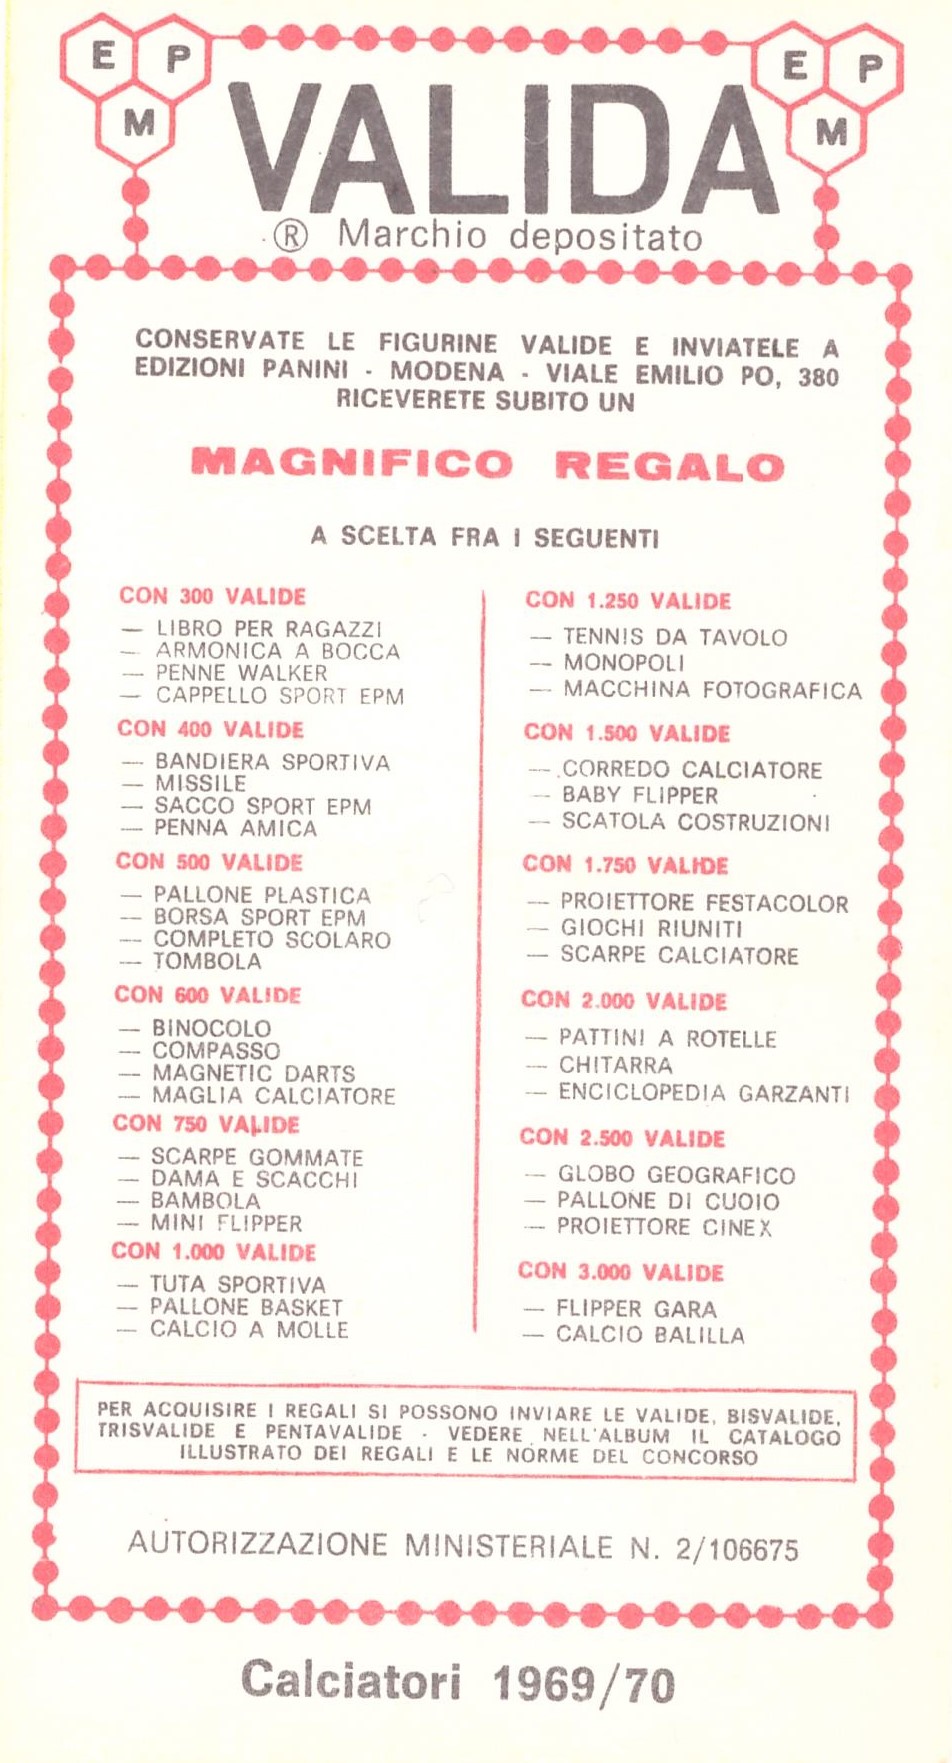 E P
M
E P
M
VALIDA
® Marchio depositato
CONSERVATE LE FIGURINE VALIDE E INVIATELE A
EDIZIONI PANINI - MODENA - VIALE EMILIO PO, 380
RICEVERETE SUBITO UN
MAGNIFICO REGALO
A SCELTA FRA I SEGUENTI
CON 300 VALIDE
— LIBRO PER RAGAZZI
— ARMONICA A BOCCA
— PENNE WALKER
— CAPPELLO SPORT EPM
CON 400 VALIDE
— BANDIERA SPORTIVA
— MISSILE
— SACCO SPORT EPM
— PENNA AMICA
CON 500 VALIDE
— PALLONE PLASTICA
— BORSA SPORT EPM
— COMPLETO SCOLARO
— TOMBOLA
CON 600 VALIDE
— BINOCOLO
— COMPASSO
— MAGNETIC DARTS
— MAGLIA CALCIATORE
CON 750 VALIDE
— SCARPE GOMMATE
— DAMA E SCACCHI
— BAMBOLA
— MINI FLIPPER
CON 1.000 VALIDE
— TUTA SPORTIVA
— PALLONE BASKET
— CALCIO A MOLLE
CON 1.250 VALIDE
— TENNIS DA TAVOLO
— MONOPOLI
— MACCHINA FOTOGRAFICA
CON 1.500 VALIDE
— CORREDO CALCIATORE
— BABY FLIPPER
— SCATOLA COSTRUZIONI
CON 1.750 VALIDE
— PROIETTORE FESTACOLOR
— GIOCHI RIUNITI
— SCARPE CALCIATORE
CON 2.000 VALIDE
— PATTINI A ROTELLE
— CHITARRA
— ENCICLOPEDIA GARZANTI
CON 2.500 VALIDE
— GLOBO GEOGRAFICO
— PALLONE DI CUOIO
— PROIETTORE CINEX
CON 3.000 VALIDE
— FLIPPER GARA
— CALCIO BALILLA
PER ACQUISIRE I REGALI SI POSSONO INVIARE LE VALIDE, BISVALIDE,
TRISVALIDE E PENTAVALIDE - VEDERE NELL'ALBUM IL CATALOGO
ILLUSTRATO DEI REGALI E LE NORME DEL CONCORSO
AUTORIZZAZIONE MINISTERIALE N. 2/106675
Calciatori 1969/70